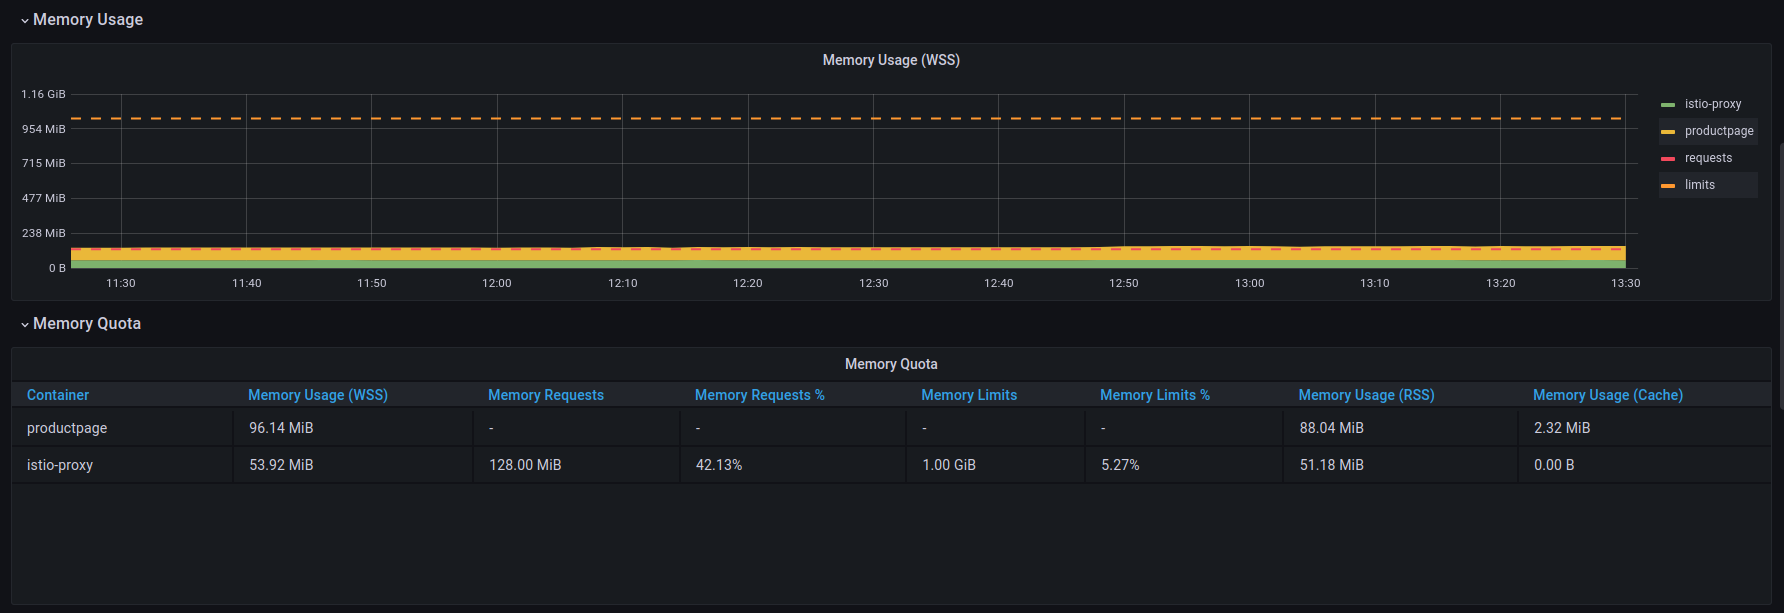 Memory Usage
Memory Usage (WSS)
1.16 GiB
954 MiB
715 MiB
477 MiB
238 MiB
0 B
11:30 11:40 11:50 12:00 12:10 12:20 12:30 12:40 12:50 13:00 13:10 13:20 13:30
istio-proxy
productpage
requests
limits
Memory Quota
Memory Quota
Container Memory Usage (WSS) Memory Requests Memory Requests % Memory Limits Memory Limits % Memory Usage (RSS) Memory Usage (Cache)
productpage 96.14 MiB - - - - 88.04 MiB 2.32 MiB
istio-proxy 53.92 MiB 128.00 MiB 42.13% 1.00 GiB 5.27% 51.18 MiB 0.00 B